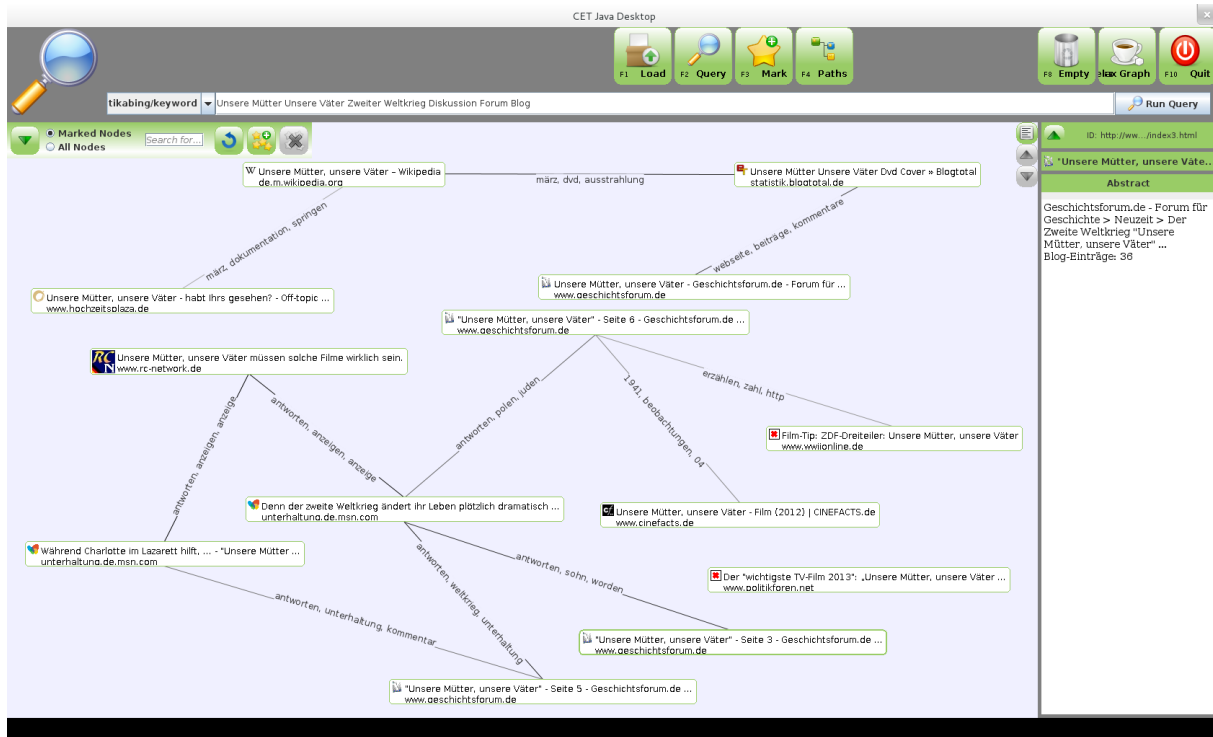 CET Java Desktop
F1 Load
F2 Query
F3 Mark
F4 Paths
F8 Empty
elax Graph
F10 Quit
tikabing/keyword
Unsere Mütter Unsere Väter Zweiter Weltkrieg Diskussion Forum Blog
Run Query
Marked Nodes
All Nodes
Search for...
ID: http://ww.../index3.html
"Unsere Mütter, unsere Väte..
Abstract
Geschichtsforum.de - Forum für
Geschichte > Neuzeit > Der
Zweite Weltkrieg "Unsere
Mütter, unsere Väter" ...
Blog-Einträge: 36
W Unsere Mütter, unsere Väter – Wikipedia
de.m.wikipedia.org
märz, dvd, ausstrahlung
Unsere Mütter Unsere Väter Dvd Cover » Blogtotal
statistik.blogtotal.de
märz, dokumentation, springen
webseite, beiträge, kommentare
Unsere Mütter, unsere Väter - Geschichtsforum.de - Forum für ...
www.geschichtsforum.de
Unsere Mütter, unsere Väter - habt Ihrs gesehen? - Off-topic ...
www.hochzeitsplaza.de
"Unsere Mütter, unsere Väter" - Seite 6 - Geschichtsforum.de ...
www.geschichtsforum.de
RC N
Unsere Mütter, unsere Väter müssen solche Filme wirklich sein.
www.rc-network.de
antworten, anzeigen, anzeige
antworten, anzeigen, anzeige
antworten, polen, juden
1941, beobachtungen, 04
erzählen, zahl, http
Film-Tip: ZDF-Dreiteiler: Unsere Mütter, unsere Väter
www.wwiionline.de
Denn der zweite Weltkrieg ändert ihr Leben plötzlich dramatisch ...
unterhaltung.de.msn.com
cf Unsere Mütter, unsere Väter - Film (2012) | CINEFACTS.de
www.cinefacts.de
Während Charlotte im Lazarett hilft, ... - "Unsere Mütter ...
unterhaltung.de.msn.com
antworten, sohn, worden
antworten, weltkrieg, unterhaltung
Der "wichtigste TV-Film 2013": „Unsere Mütter, unsere Väter ...
www.politikforen.net
antworten, unterhaltung, kommentar
"Unsere Mütter, unsere Väter" - Seite 3 - Geschichtsforum.de ...
www.geschichtsforum.de
"Unsere Mütter, unsere Väter" - Seite 5 - Geschichtsforum.de ...
www.geschichtsforum.de